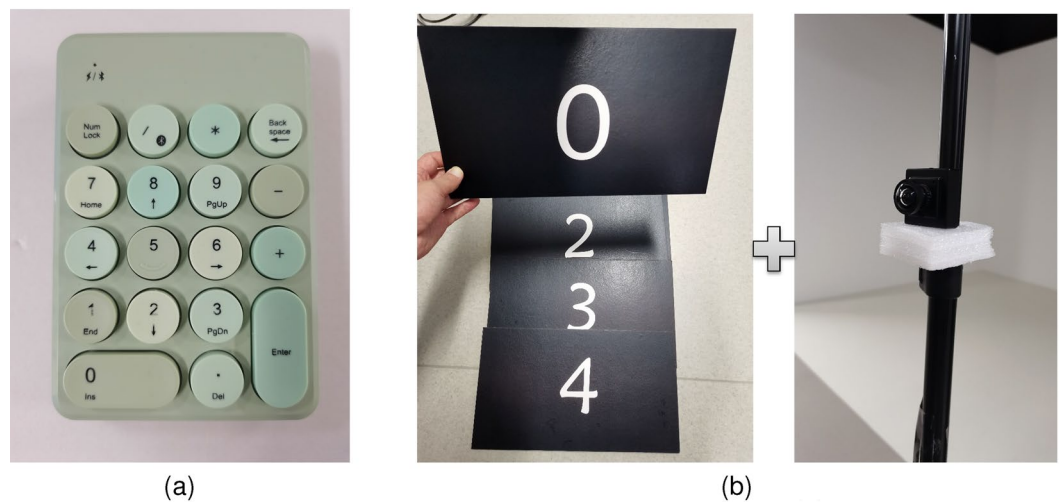 Num Lock / * Back space ←
7 Home 8 ↑ 9 PgUp -
4 ← 5 6 → +
1 End 2 ↓ 3 PgDn Enter
0 Ins . Del
0
2
3
4
(a) (b)